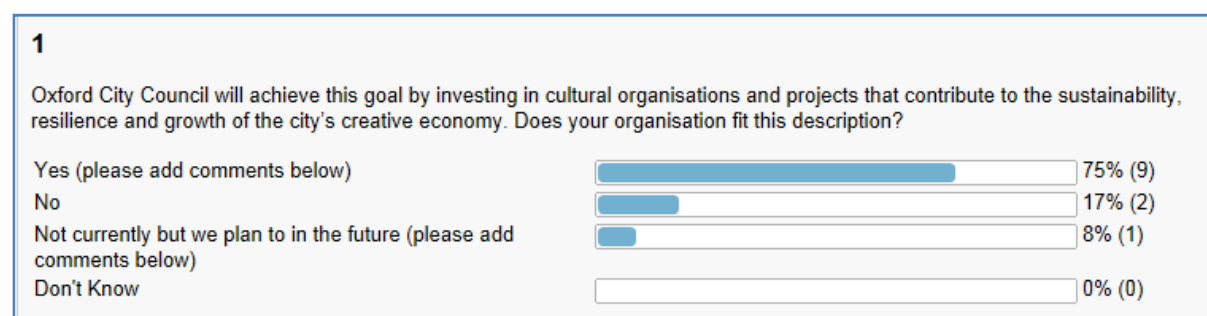 1
Oxford City Council will achieve this goal by investing in cultural organisations and projects that contribute to the sustainability,
resilience and growth of the city's creative economy. Does your organisation fit this description?
Yes (please add comments below) 75% (9)
No 17% (2)
Not currently but we plan to in the future (please add 8% (1)
comments below)
Don't Know 0% (0)